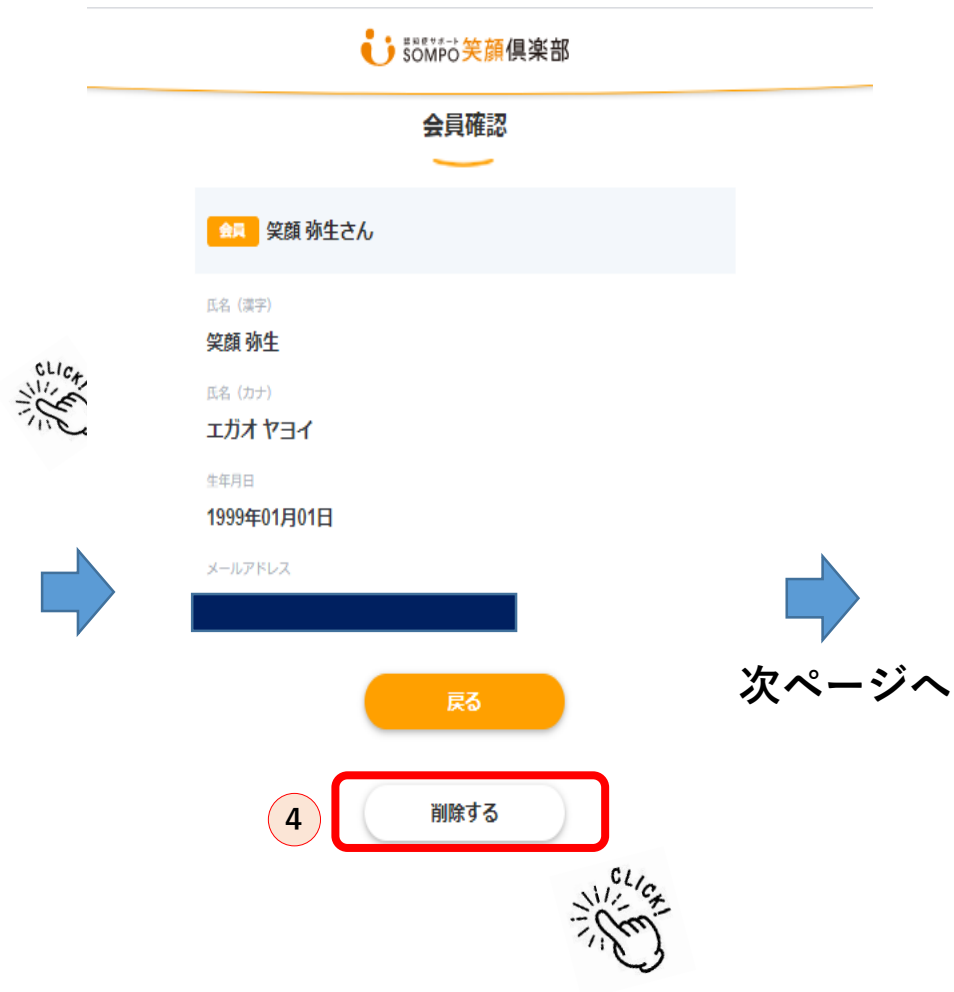 認知症サポート
SOMPO笑顔倶楽部
会員確認
会員 笑顔 弥生さん
氏名（漢字）
笑顔 弥生
CLICK!
氏名（カナ）
エガオ ヤヨイ
生年月日
1999年01月01日
メールアドレス
戻る
次ページへ
4 削除する
CLICK!